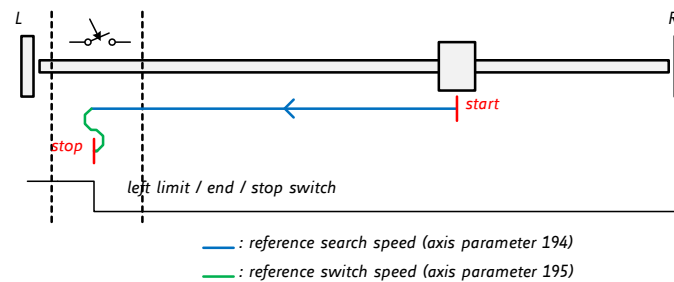 L
R
start
stop
left limit / end / stop switch
: reference search speed (axis parameter 194)
: reference switch speed (axis parameter 195)